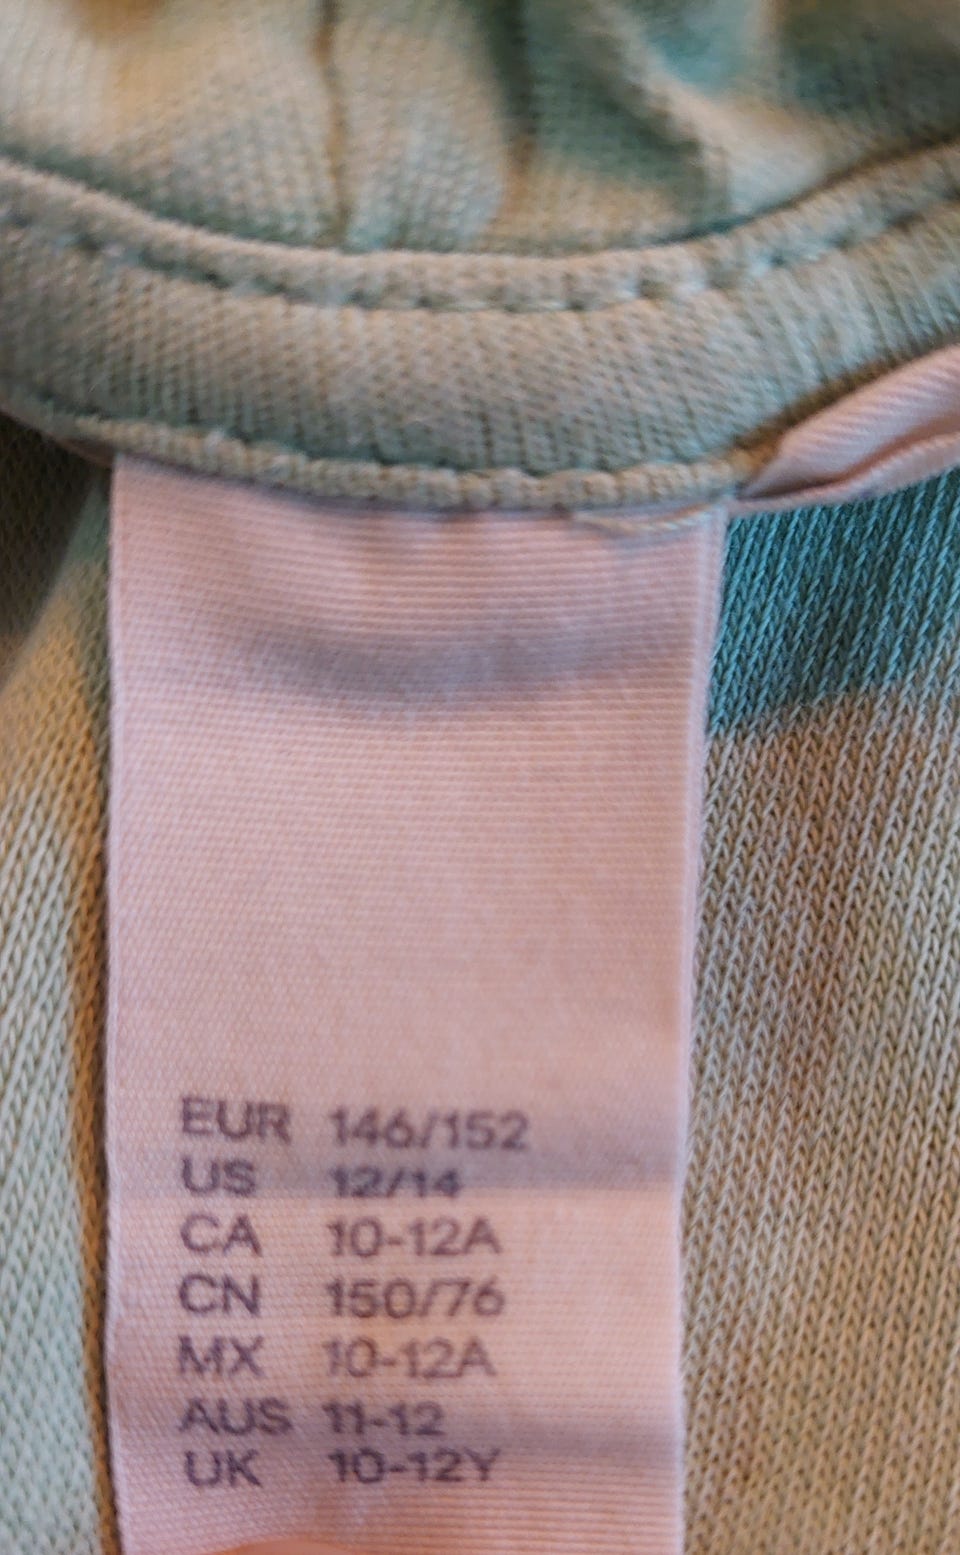 EUR 146/152
US 12/14
CA 10-12A
CN 150/76
MX 10-12A
AUS 11-12
UK 10-12Y